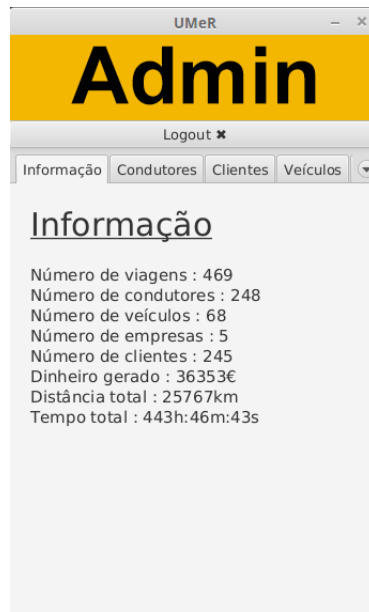 UMeR
Admin
Logout ✖
Informação Condutores Clientes Veículos
Informação
Número de viagens : 469
Número de condutores : 248
Número de veículos : 68
Número de empresas : 5
Número de clientes : 245
Dinheiro gerado : 36353€
Distância total : 25767km
Tempo total : 443h:46m:43s